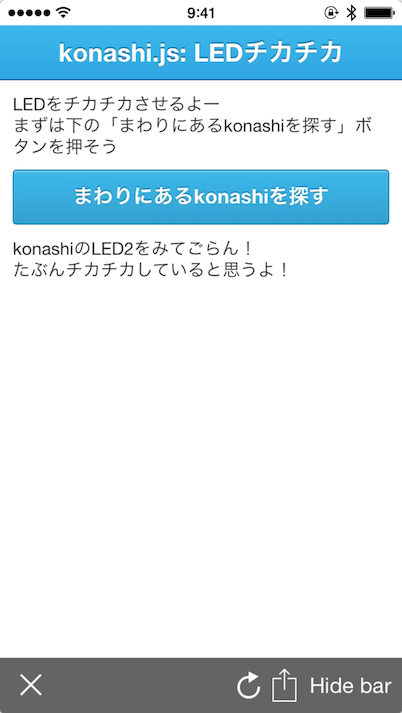 9:41
konashi.js: LEDチカチカ
LEDをチカチカさせるよー
まずは下の「まわりにあるkonashiを探す」ボ
タンを押そう
まわりにあるkonashiを探す
konashiのLED2をみてごらん！
たぶんチカチカしていると思うよ！
Hide bar